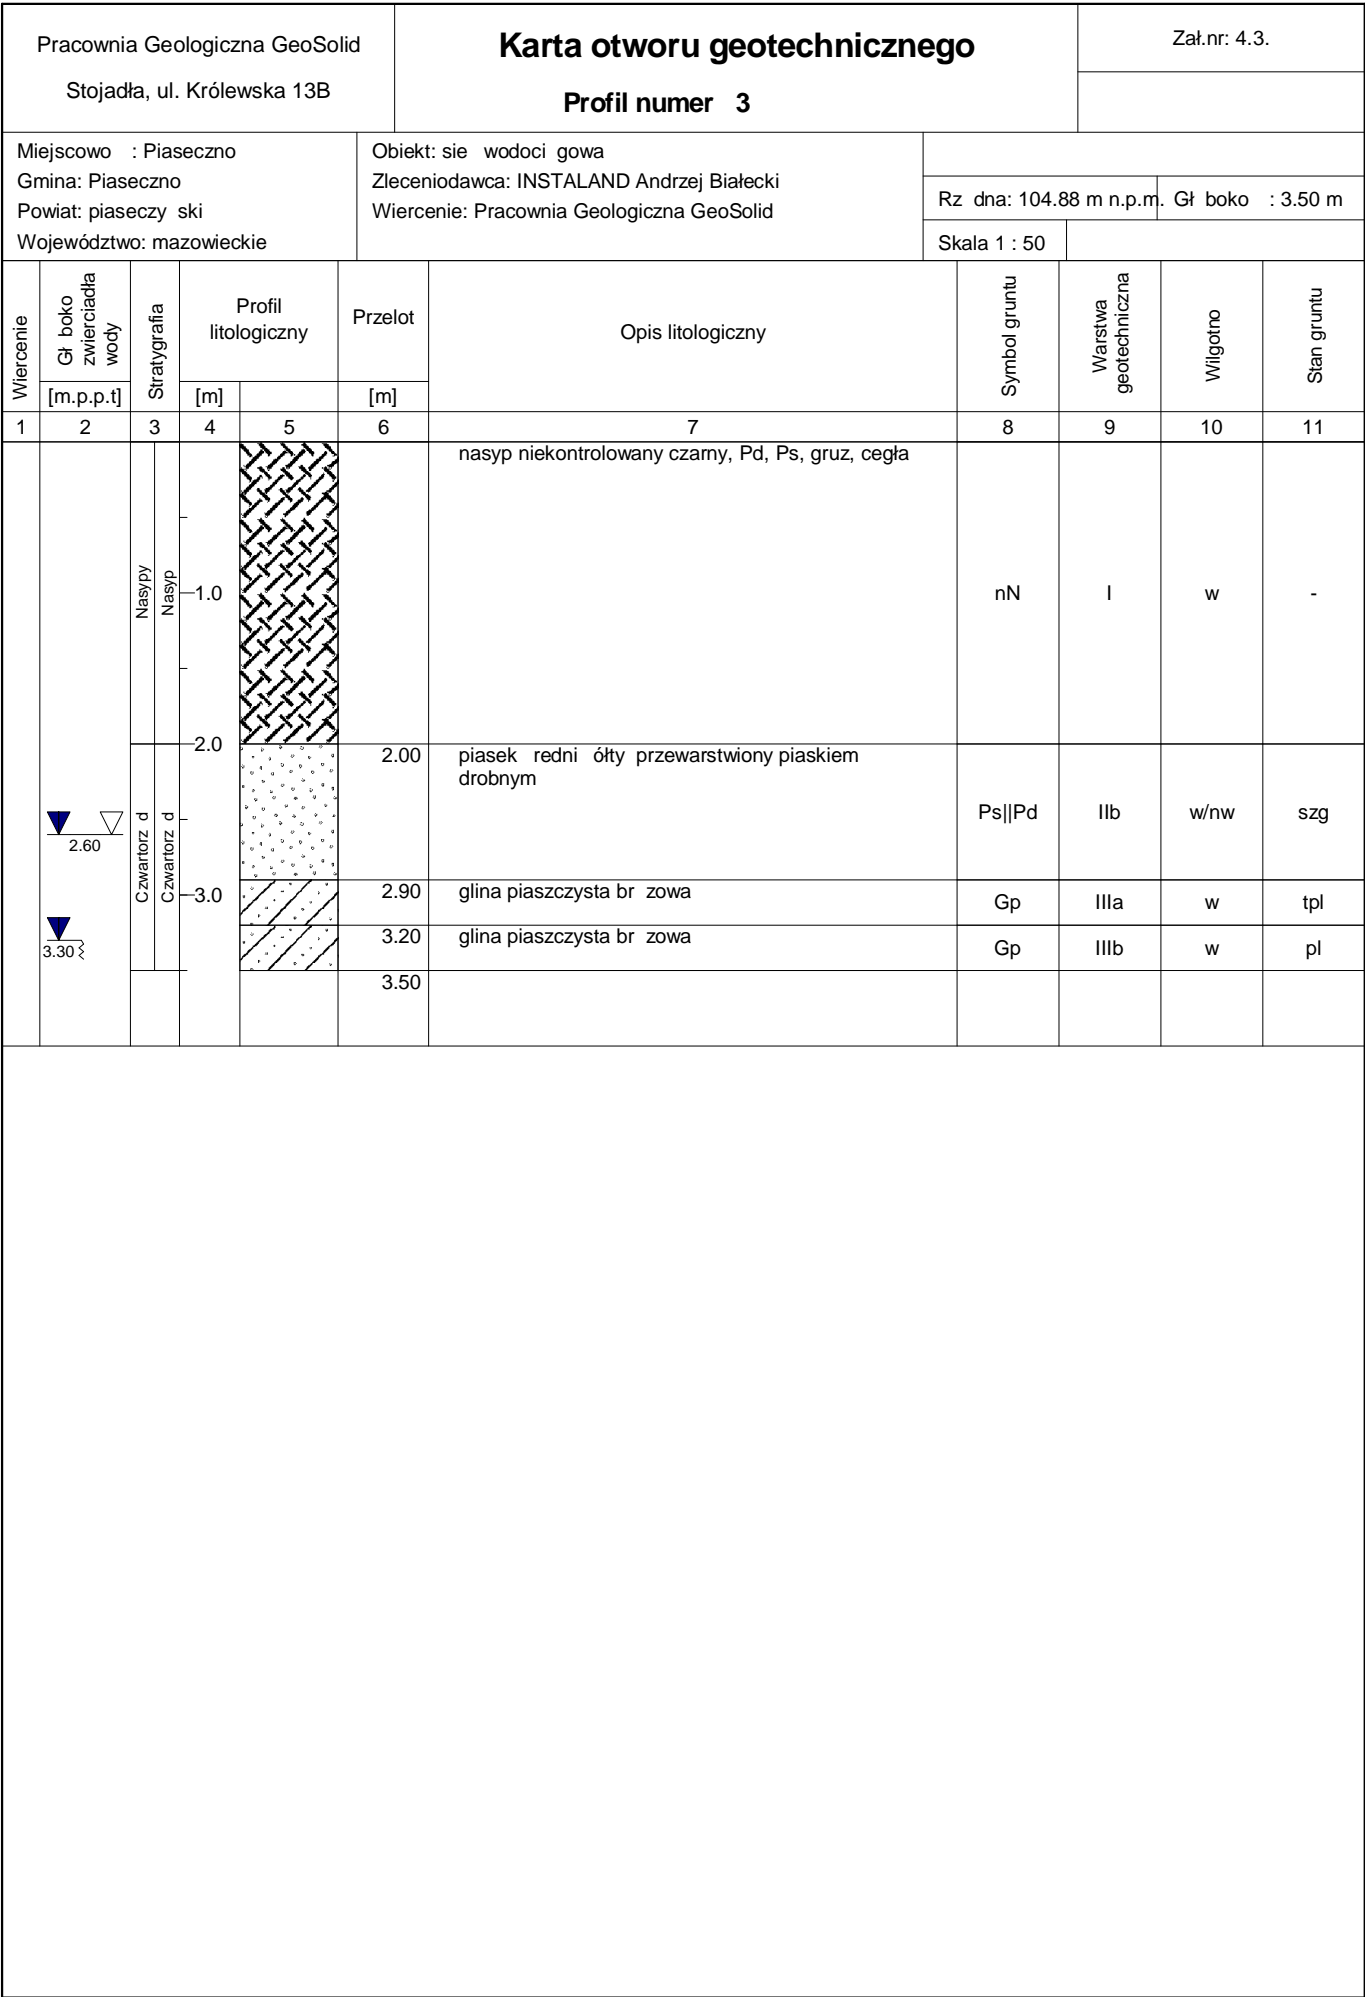 Pracownia Geologiczna GeoSolid
Stojadła, ul. Królewska 13B
Karta otworu geotechnicznego
Profil numer 3
Zał.nr: 4.3.
Miejscowo : Piaseczno
Gmina: Piaseczno
Powiat: piaseczy ski
Województwo: mazowieckie
Obiekt: sie wodoci gowa
Zleceniodawca: INSTALAND Andrzej Białecki
Wiercenie: Pracownia Geologiczna GeoSolid
Rz dna: 104.88 m n.p.m. Gł boko : 3.50 m
Skala 1 : 50
Wiercenie
Gł boko
zwierciadła
wody
[m.p.p.t]
Stratygrafia
Profil
litologiczny
[m]
Przelot
[m]
Opis litologiczny
Symbol gruntu
Warstwa
geotechniczna
Wilgotno
Stan gruntu
1 2 3 4 5 6 7 8 9 10 11
nasyp niekontrolowany czarny, Pd, Ps, gruz, cegła
Nasypy
Nasyp
1.0
nN I w -
2.0
2.00 piasek redni ółty przewarstwiony piaskiem
drobnym
Ps||Pd IIb w/nw szg
2.60
Czwartorz d
Czwartorz d
3.0
2.90 glina piaszczysta br zowa
Gp IIIa w tpl
3.20 glina piaszczysta br zowa
3.30
Gp IIIb w pl
3.50